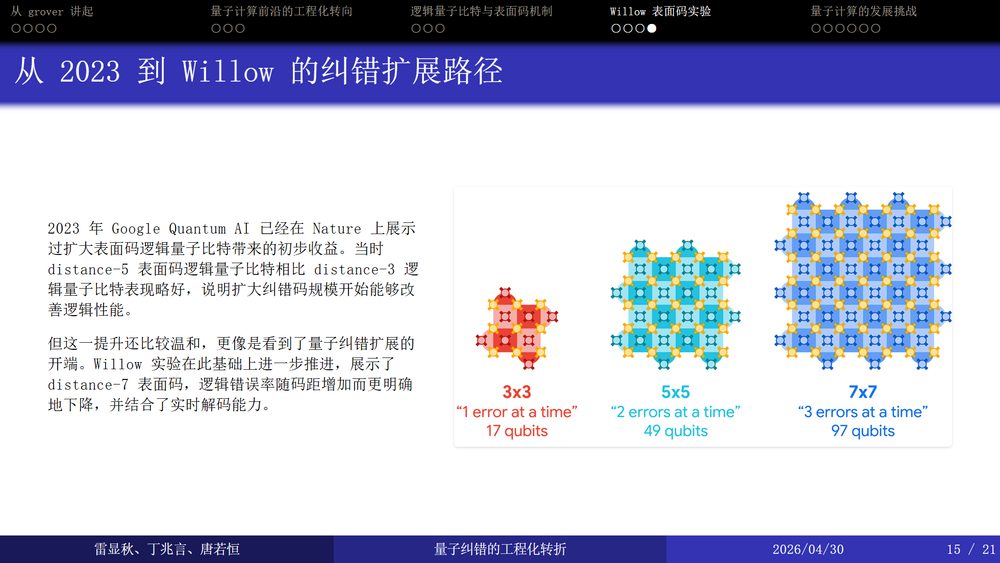 从 grover 讲起
量子计算前沿的工程化转向
逻辑量子比特与表面码机制
Willow 表面码实验
量子计算的发展挑战
从 2023 到 Willow 的纠错扩展路径
2023 年 Google Quantum AI 已经在 Nature 上展示
过扩大表面码逻辑量子比特带来的初步收益。当时
distance-5 表面码逻辑量子比特相比 distance-3 逻
辑量子比特表现略好，说明扩大纠错码规模开始能够改
善逻辑性能。
但这一提升还比较温和，更像是看到了量子纠错扩展的
开端。Willow 实验在此基础上进一步推进，展示了
distance-7 表面码，逻辑错误率随码距增加而更明确
地下降，并结合了实时解码能力。
3x3
“1 error at a time”
17 qubits
5x5
“2 errors at a time”
49 qubits
7x7
“3 errors at a time”
97 qubits
雷显秋、丁兆言、唐若恒
量子纠错的工程化转折
2026/04/30
15 / 21